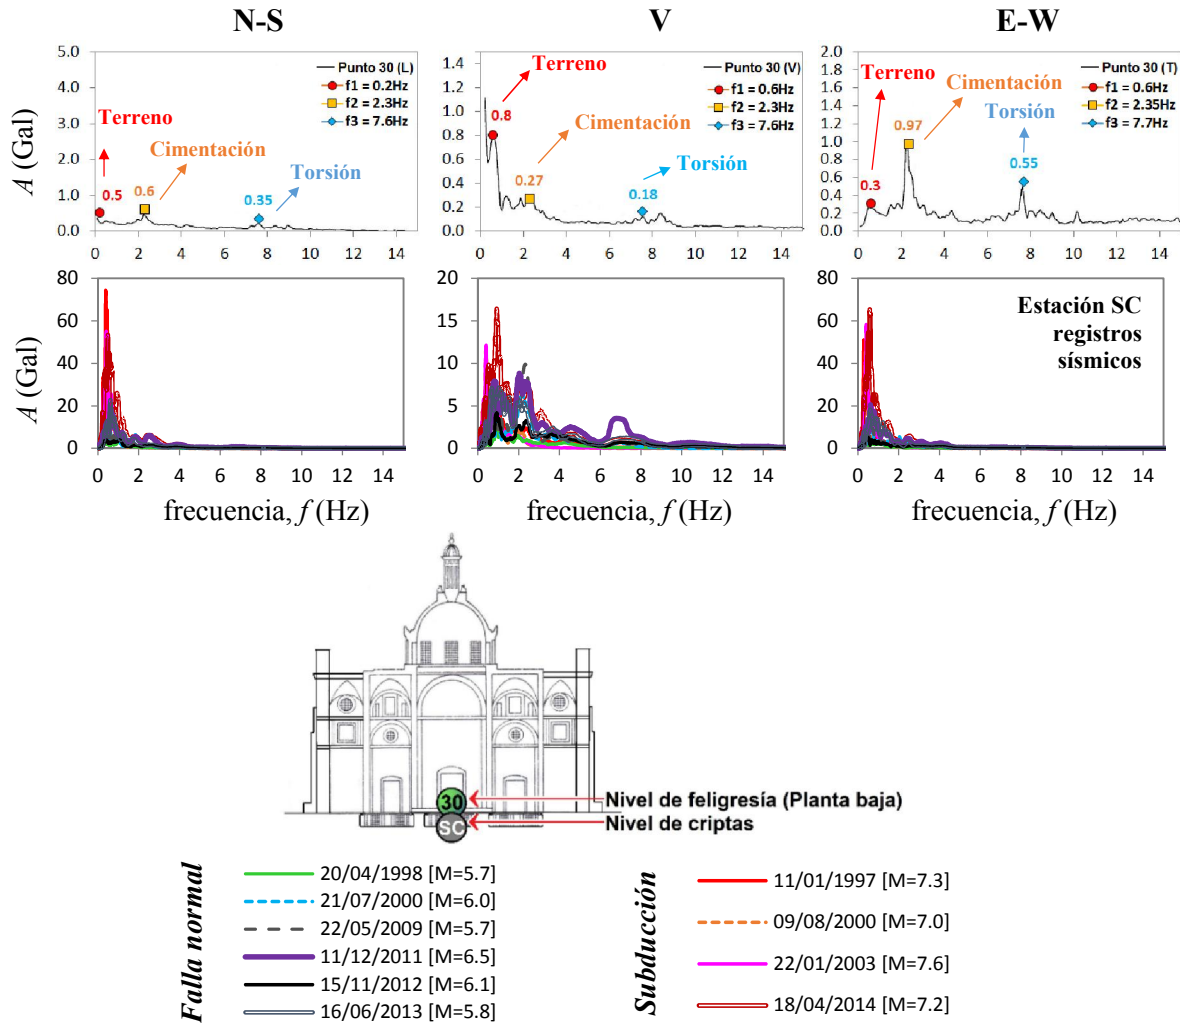 N-S
V
E-W
A (Gal)
5.0
4.0
3.0
2.0
1.0
0.0
0 2 4 6 8 10 12 14
Punto 30 (L)
f1 = 0.2Hz
f2 = 2.3Hz
f3 = 7.6Hz
Terreno
Cimentación
Torsión
0.5
0.6
0.35
1.4
1.2
1.0
0.8
0.6
0.4
0.2
0.0
0 2 4 6 8 10 12 14
Punto 30 (V)
f1 = 0.6Hz
f2 = 2.3Hz
f3 = 7.6Hz
Terreno
0.8
Cimentación
0.27
Torsión
0.18
2.0
1.8
1.6
1.4
1.2
1.0
0.8
0.6
0.4
0.2
0.0
0 2 4 6 8 10 12 14
Punto 30 (T)
f1 = 0.6Hz
f2 = 2.35Hz
f3 = 7.7Hz
Terreno
Cimentación
0.97
Torsión
0.55
0.3
A (Gal)
80
60
40
20
0
0 2 4 6 8 10 12 14
frecuencia, f (Hz)
20
15
10
5
0
0 2 4 6 8 10 12 14
frecuencia, f (Hz)
80
60
40
20
0
0 2 4 6 8 10 12 14
frecuencia, f (Hz)
Estación SC
registros
sísmicos
30
SC
Nivel de feligresía (Planta baja)
Nivel de criptas
Falla normal
20/04/1998 [M=5.7]
21/07/2000 [M=6.0]
22/05/2009 [M=5.7]
11/12/2011 [M=6.5]
15/11/2012 [M=6.1]
16/06/2013 [M=5.8]
Subducción
11/01/1997 [M=7.3]
09/08/2000 [M=7.0]
22/01/2003 [M=7.6]
18/04/2014 [M=7.2]